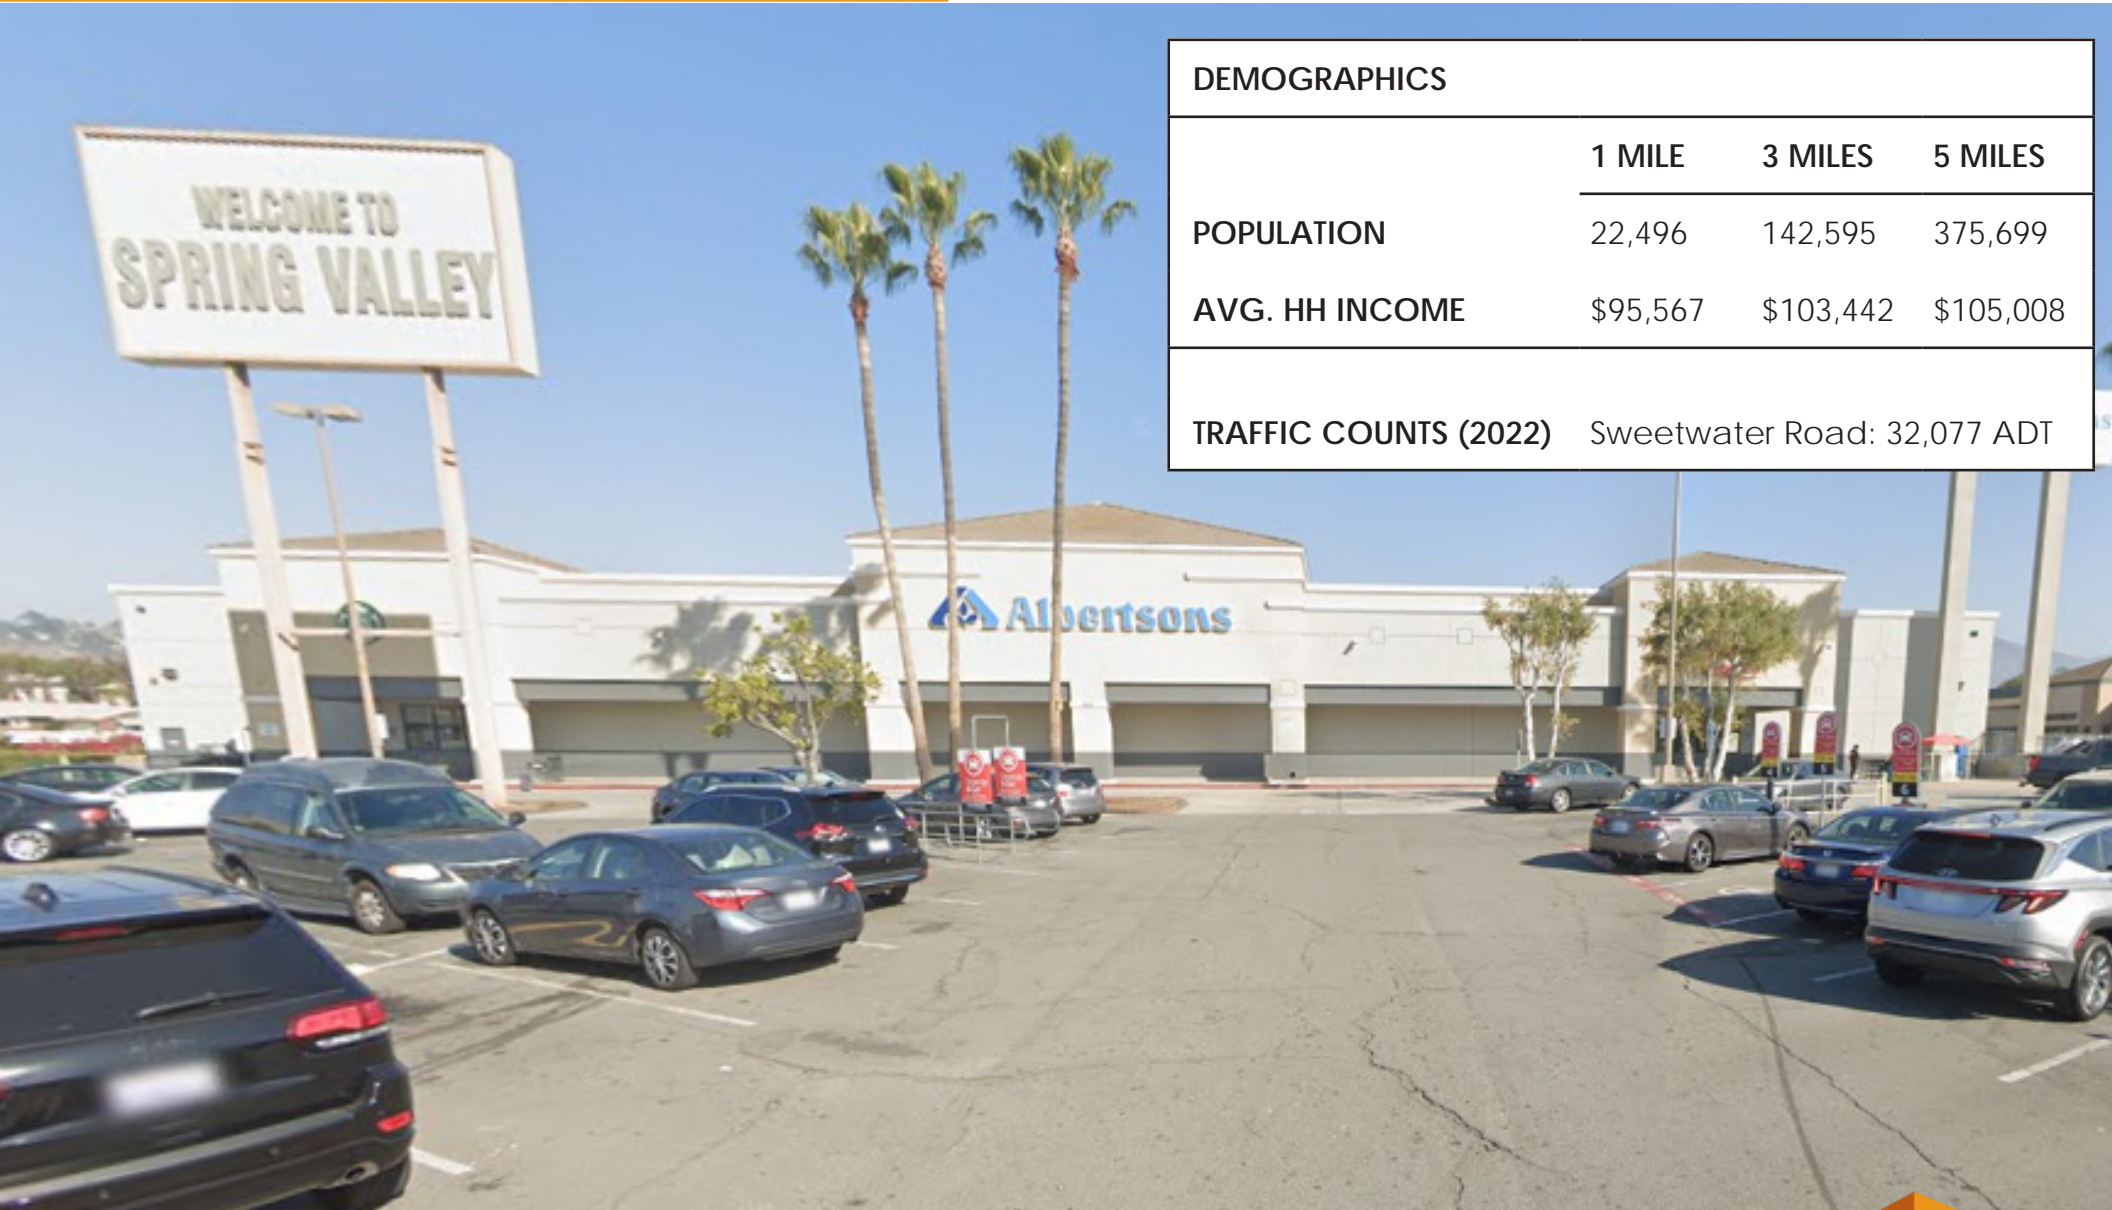 WELCOME TO
SPRING VALLEY
Albertsons
DEMOGRAPHICS
1 MILE 3 MILES 5 MILES
POPULATION 22,496 142,595 375,699
AVG. HH INCOME $95,567 $103,442 $105,008
TRAFFIC COUNTS (2022) Sweetwater Road: 32,077 ADT